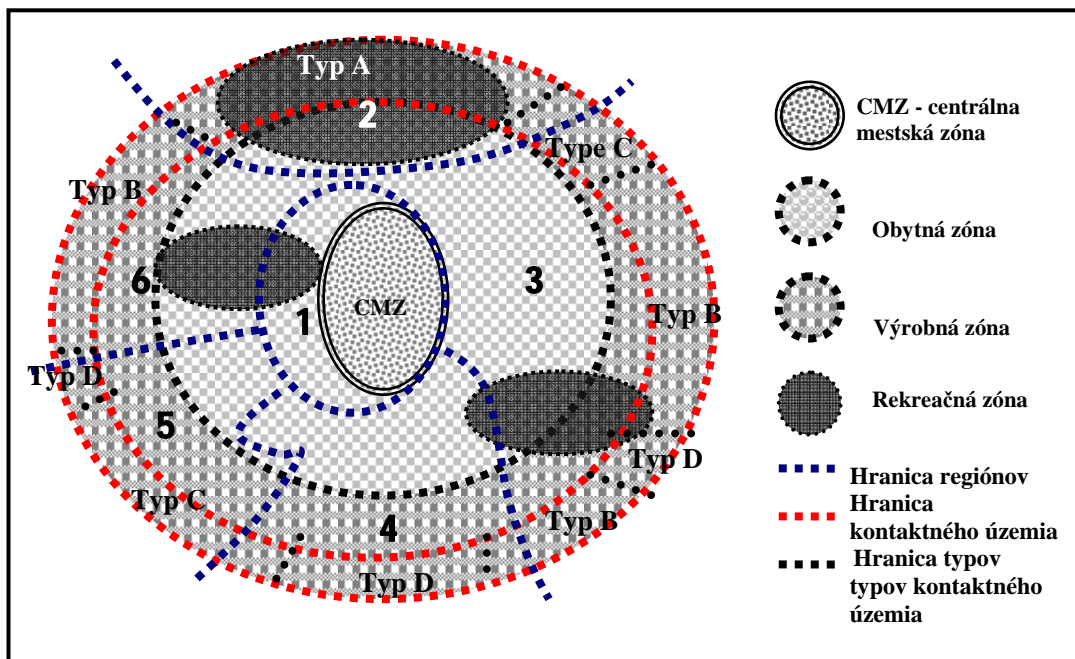 Typ A
2
Type C
Typ B
6
3
1
CMZ
Typ B
Typ D
5
Typ D
Typ C
4
Typ B
Typ D
CMZ - centrálna
mestská zóna
Obytná zóna
Výrobná zóna
Rekreačná zóna
Hranica regiónov
Hranica
kontaktného územia
Hranica typov
typov kontaktného
územia